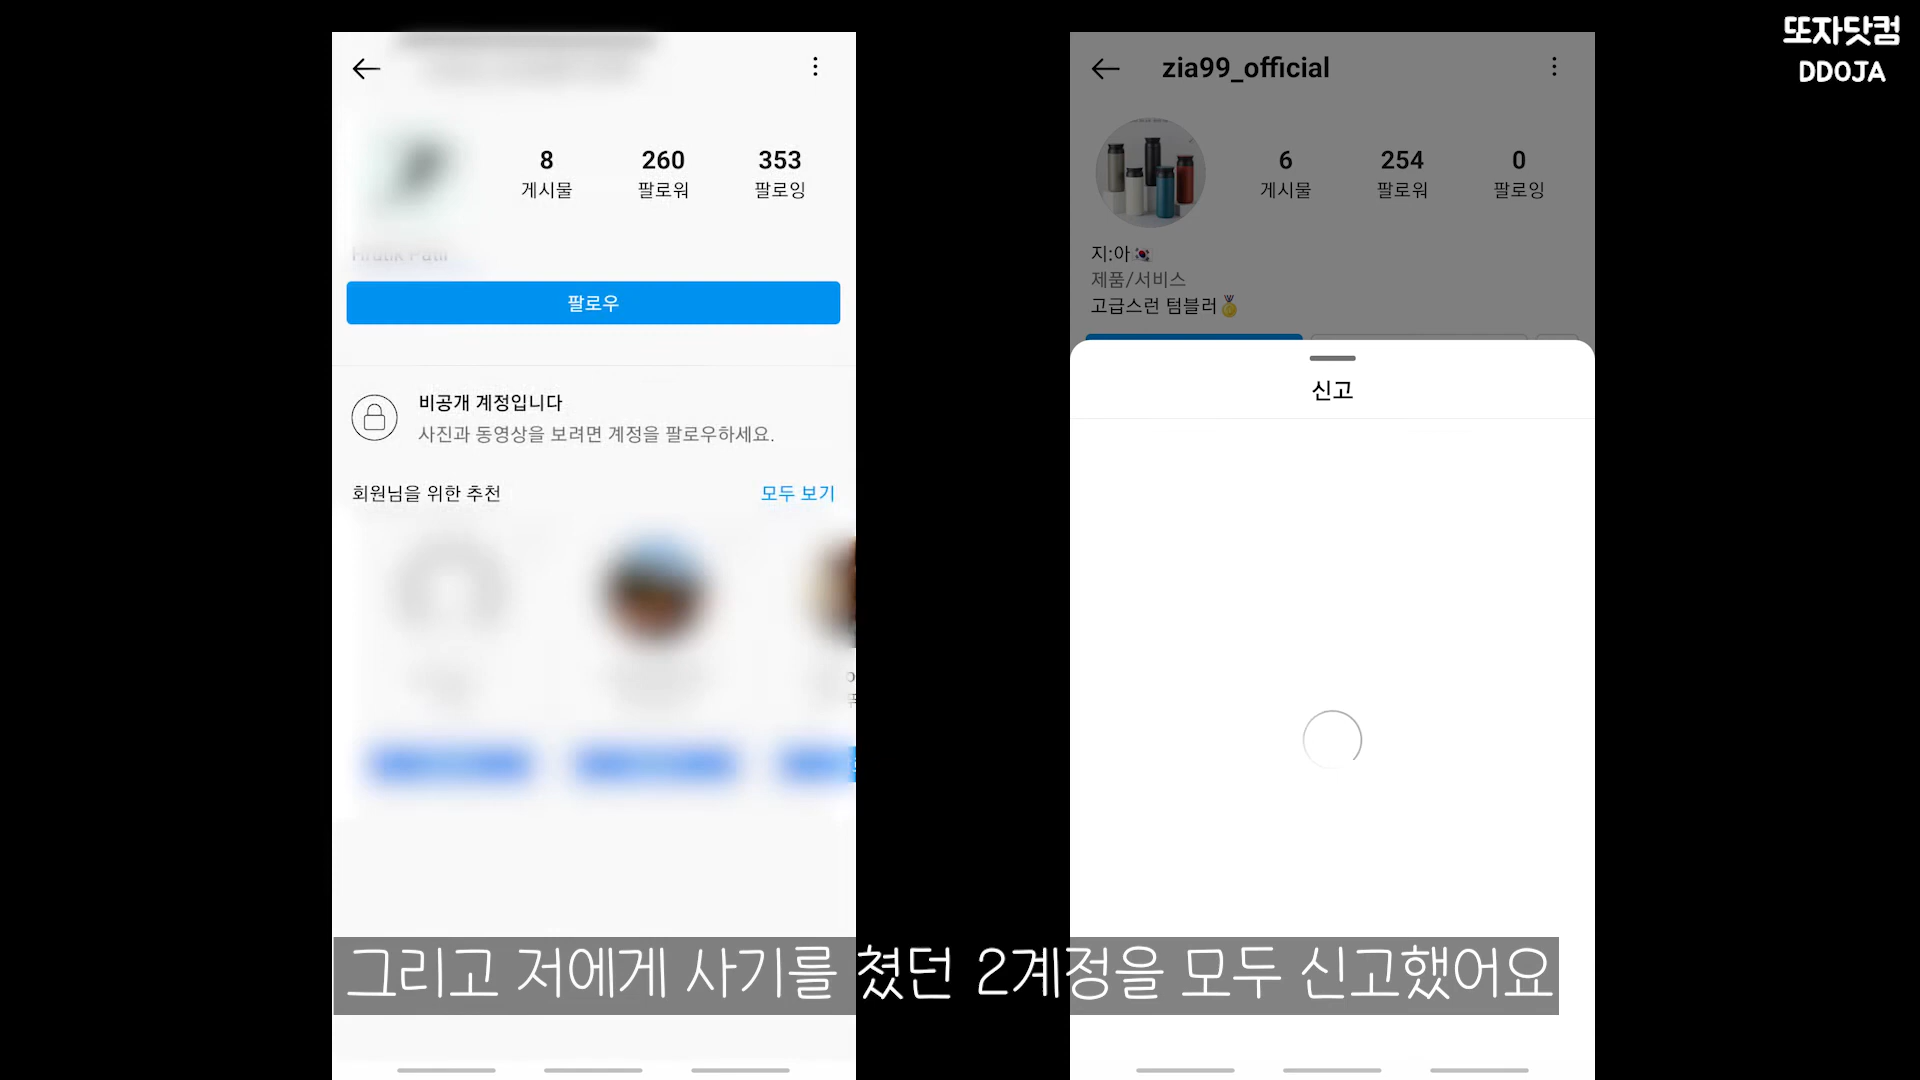 또자닷컴
DDOJA
8
게시물
260
팔로워
353
팔로잉
팔로우
비공개 계정입니다
사진과 동영상을 보려면 계정을 팔로우하세요.
회원님을 위한 추천
모두 보기
zia99_official
6
게시물
254
팔로워
0
팔로잉
지:아🇰🇷
제품/서비스
고급스런 텀블러🏅
신고
그리고 저에게 사기를 쳤던 2계정을 모두 신고했어요